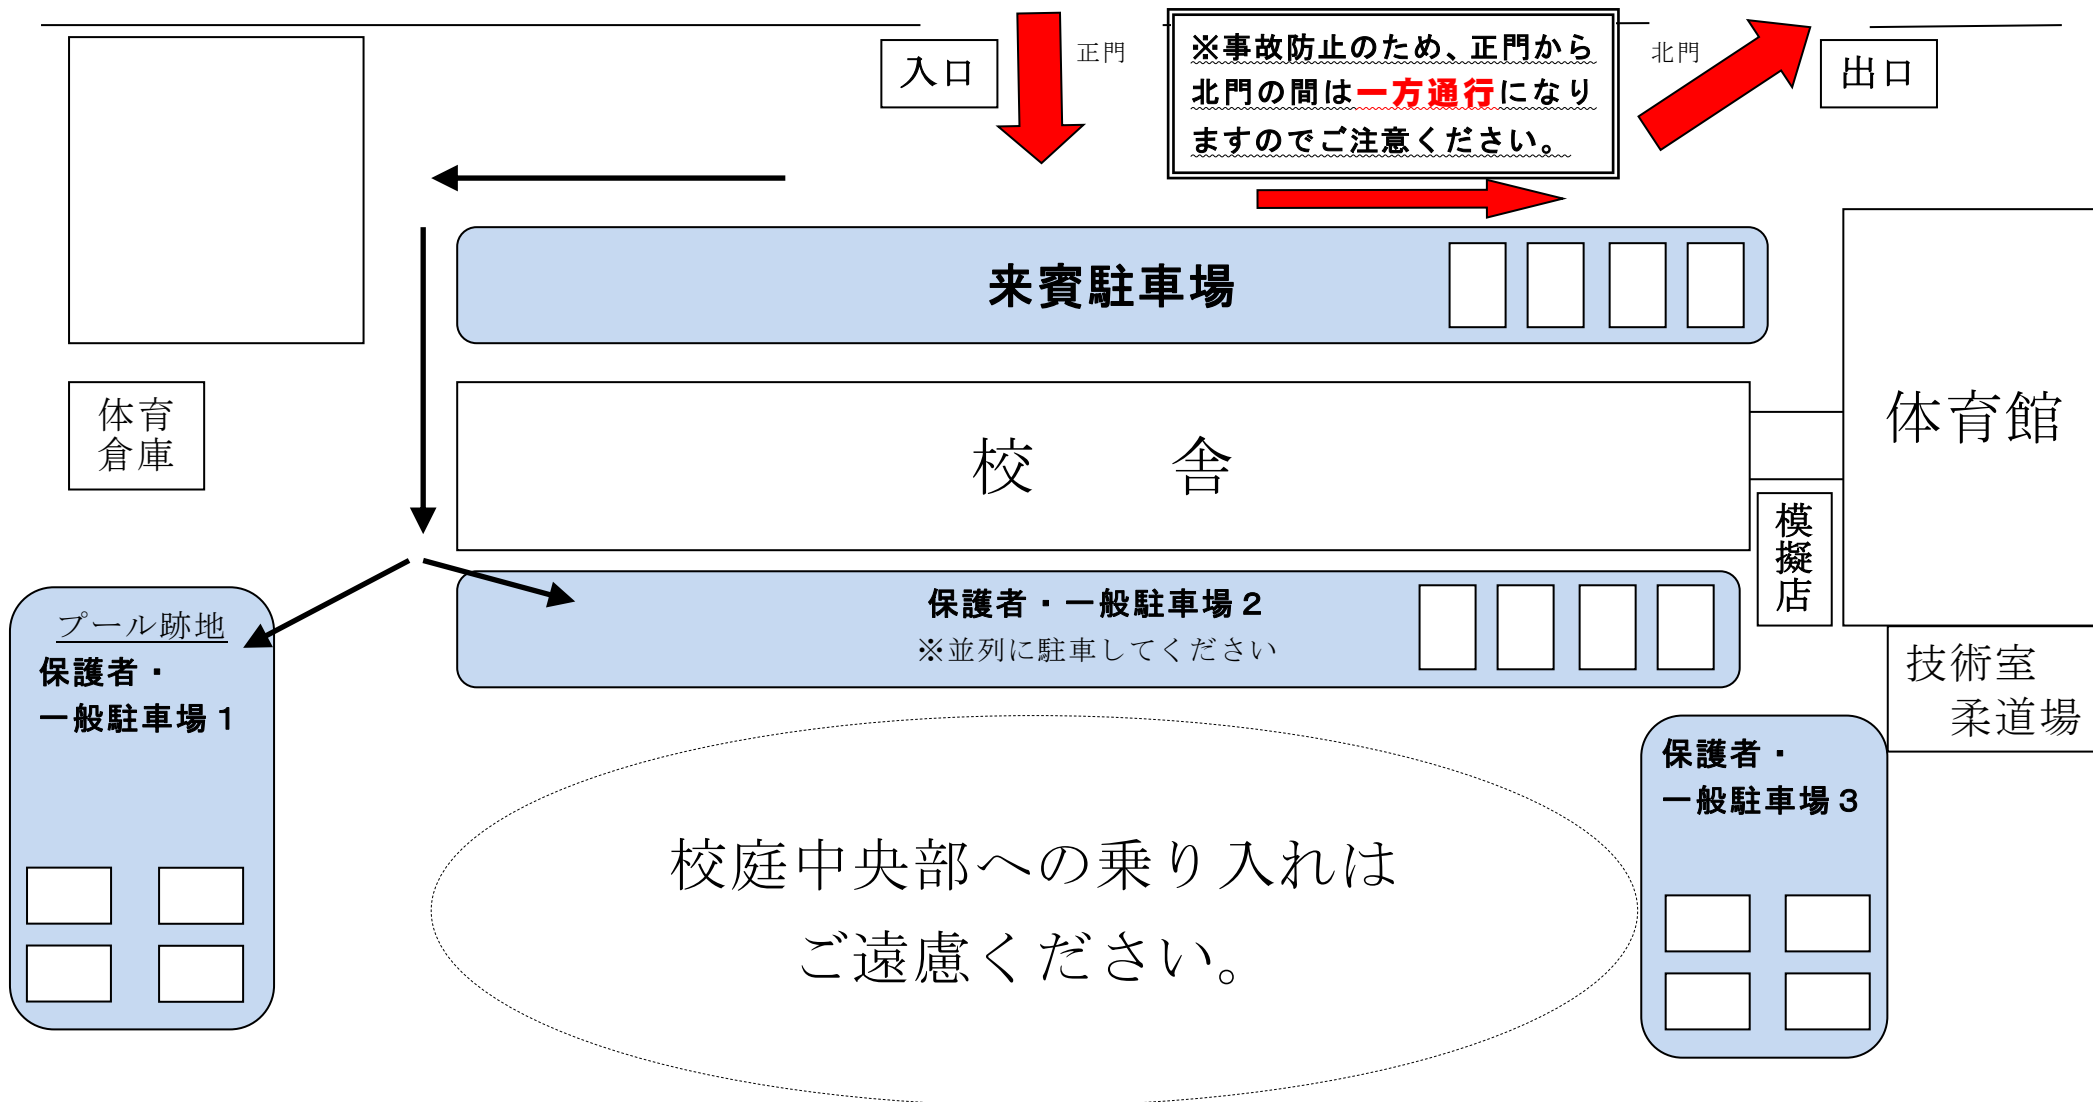 入口
正門
※事故防止のため、正門から
北門の間は一方通行になり
ますのでご注意ください。
北門
出口
来賓駐車場
体育
倉庫
校　　舎
体育館
模擬店
保護者・一般駐車場２
※並列に駐車してください
プール跡地
保護者・
一般駐車場１
技術室
柔道場
保護者・
一般駐車場３
校庭中央部への乗り入れは
ご遠慮ください。